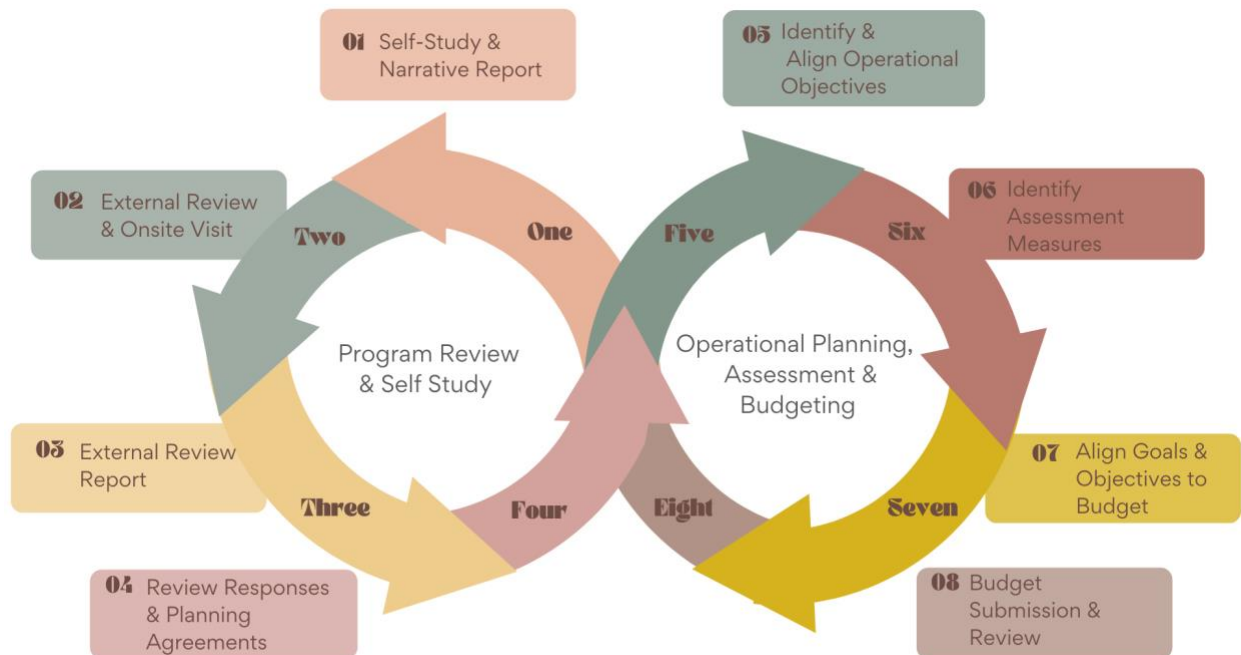 01 Self-Study &
Narrative Report
02 External Review
& Onsite Visit
03 External Review
Report
04 Review Responses
& Planning
Agreements
05 Identify &
Align Operational
Objectives
06 Identify
Assessment
Measures
07 Align Goals &
Objectives to
Budget
08 Budget
Submission &
Review
One
Two
Three
Four
Five
Six
Seven
Eight
Program Review
& Self Study
Operational Planning,
Assessment &
Budgeting